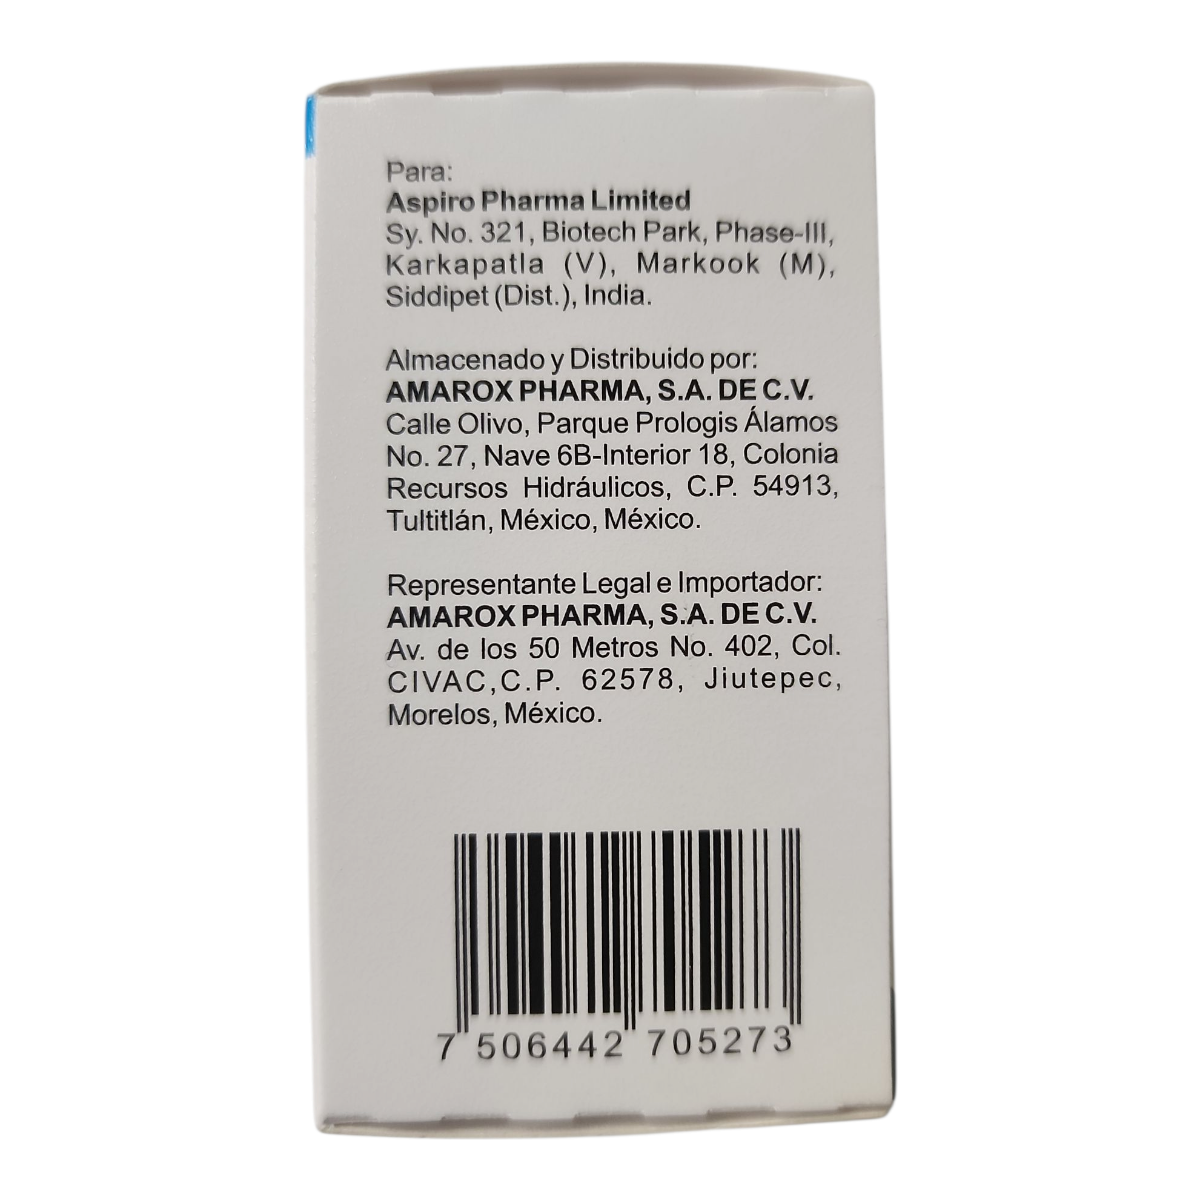 Para:
Aspiro Pharma Limited
Sy. No. 321, Biotech Park, Phase-III,
Karkapatla (V), Markook (M),
Siddipet (Dist.), India.
Almacenado y Distribuido por:
AMAROX PHARMA, S.A. DE C.V.
Calle Olivo, Parque Prologis Álamos
No. 27, Nave 6B-Interior 18, Colonia
Recursos Hidráulicos, C.P. 54913,
Tultitlán, México, México.
Representante Legal e Importador:
AMAROX PHARMA, S.A. DE C.V.
Av. de los 50 Metros No. 402, Col.
CIVAC,C.P. 62578, Jiutepec,
Morelos, México.
7 506442 705273